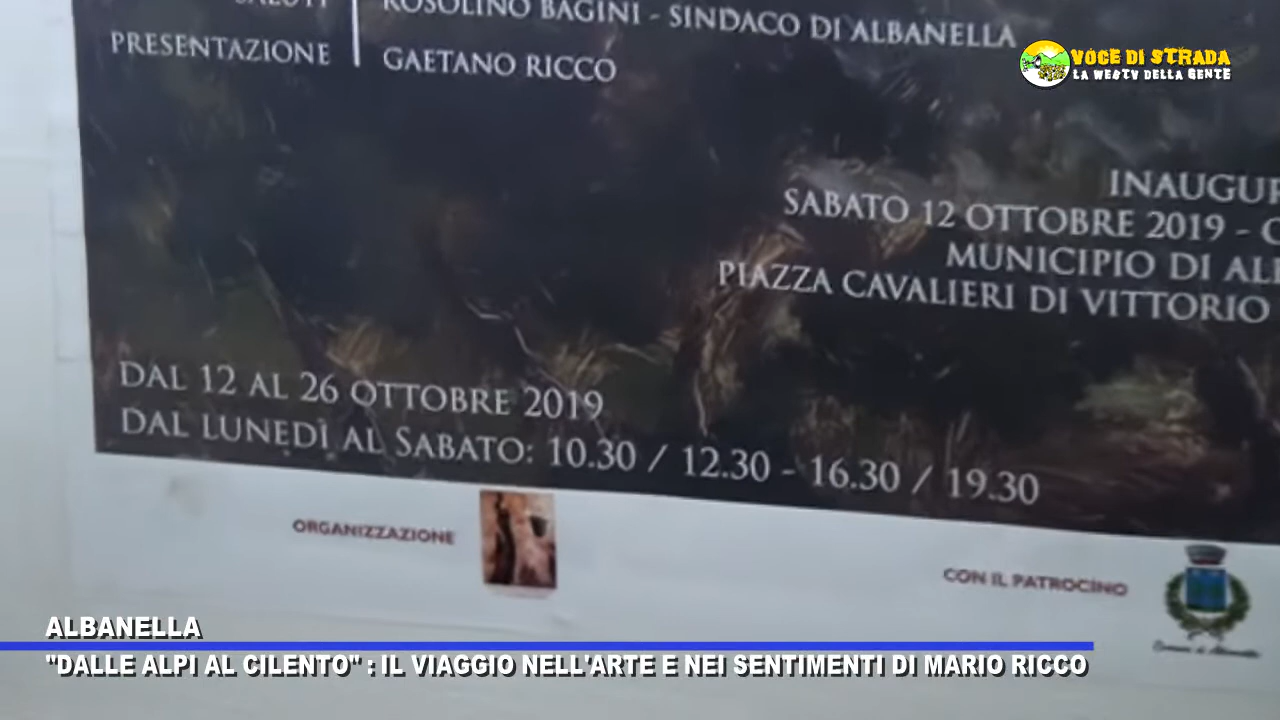 SALUTI
ROSOLINO BAGINI - SINDACO DI ALBANELLA
PRESENTAZIONE
GAETANO RICCO
VOCE DI STRADA
LA WEBTV DELLA GENTE
SABATO 12 OTTOBRE 2019 -
MUNICIPIO DI
PIAZZA CAVALIERI DI VITTORIO
DAL 12 AL 26 OTTOBRE 2019
DAL LUNEDÌ AL SABATO: 10.30 / 12.30 - 16.30 / 19.30
ORGANIZZAZIONE
CON IL PATROCINO
ALBANELLA
"DALLE ALPI AL CILENTO" : IL VIAGGIO NELL'ARTE E NEI SENTIMENTI DI MARIO RICCO